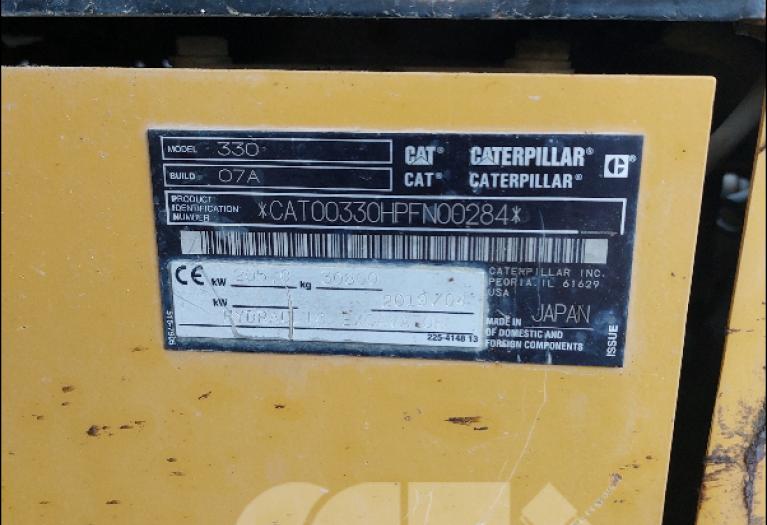 MODEL 330
BUILD 07A
CAT® CATERPILLAR®
CAT® CATERPILLAR®
PRODUCT IDENTIFICATION NUMBER *CAT00330HPFN00284*
CE kW kg 30800
kW
225-4148 13
CATERPILLAR INC.
PEORIA, IL 61629
USA
MADE IN JAPAN
OF DOMESTIC AND
FOREIGN COMPONENTS
ISSUE